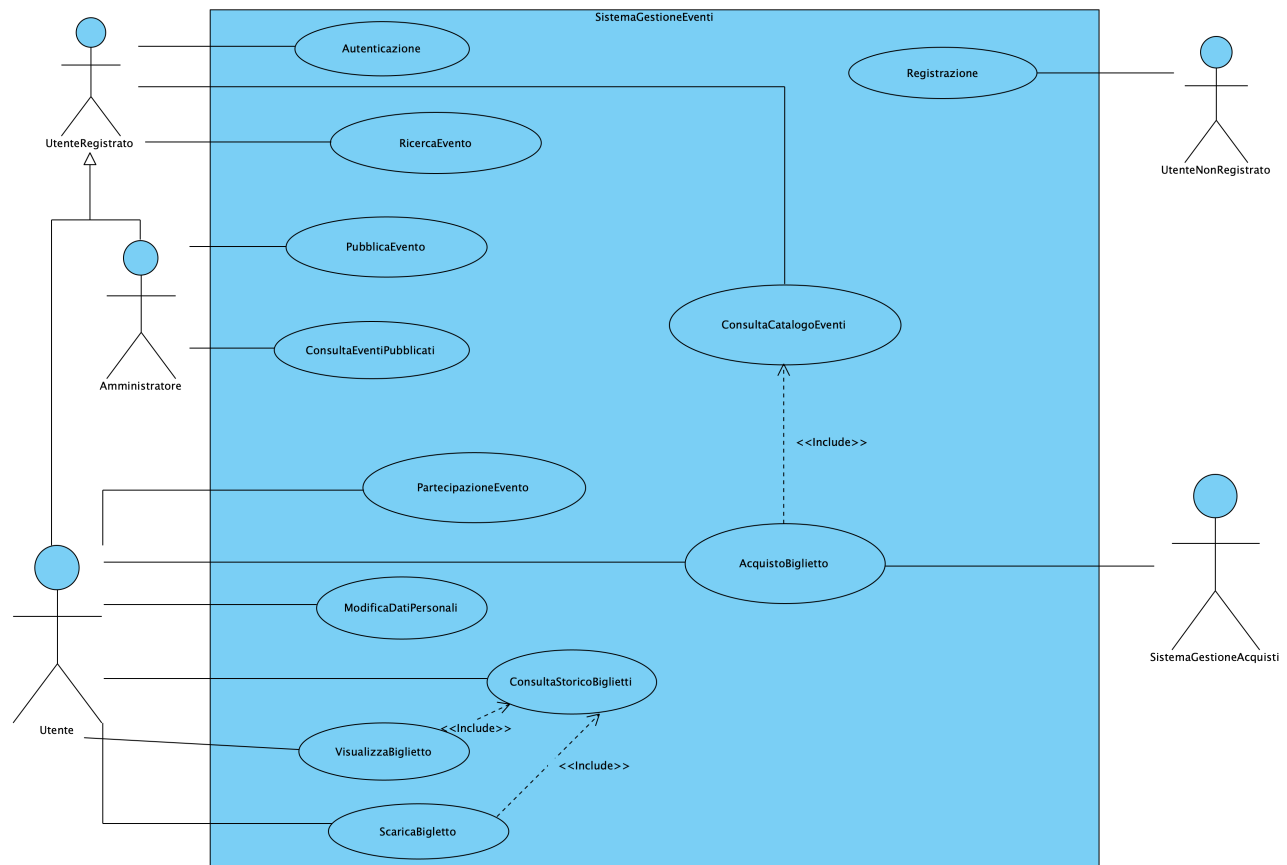 SistemaGestioneEventi
Autenticazione
Registrazione
UtenteRegistrato
RicercaEvento
UtenteNonRegistrato
PubblicaEvento
ConsultaCatalogoEventi
ConsultaEventiPubblicati
Amministratore
<<Include>>
PartecipazioneEvento
AcquistoBiglietto
ModificaDatiPersonali
SistemaGestioneAcquisti
ConsultaStoricoBiglietti
Utente
<<Include>>
VisualizzaBiglietto
<<Include>>
ScaricaBigletto